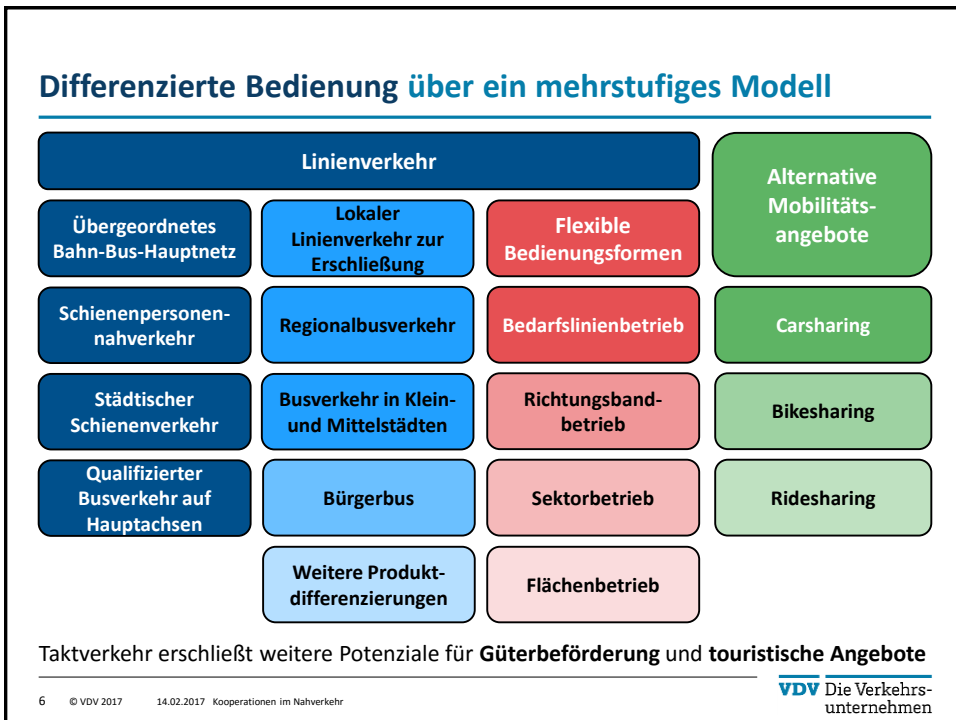 Differenzierte Bedienung über ein mehrstufiges Modell
Linienverkehr
Alternative
Mobilitäts-
angebote
Übergeordnetes
Bahn-Bus-Hauptnetz
Lokaler
Linienverkehr zur
Erschließung
Flexible
Bedienungsformen
Schienenpersonen-
nahverkehr
Regionalbusverkehr
Bedarfslinienbetrieb
Carsharing
Städtischer
Schienenverkehr
Busverkehr in Klein-
und Mittelstädten
Richtungsband-
betrieb
Bikesharing
Qualifizierter
Busverkehr auf
Hauptachsen
Bürgerbus
Sektorbetrieb
Ridesharing
Weitere Produkt-
differenzierungen
Flächenbetrieb
Taktverkehr erschließt weitere Potenziale für Güterbeförderung und touristische Angebote
6 © VDV 2017 14.02.2017 Kooperationen im Nahverkehr
VDV Die Verkehrs-
unternehmen